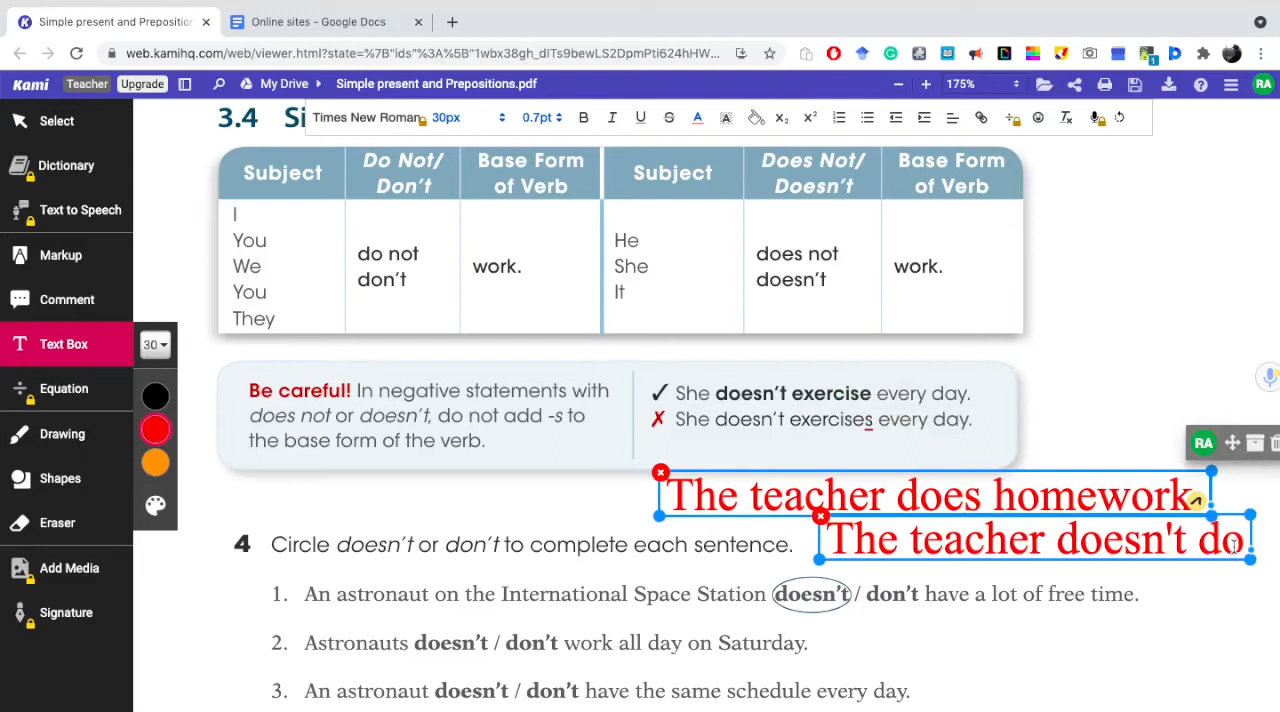 Simple present and Preposition
Online sites - Google Docs
web.kamihq.com/web/viewer.html?state=%7B"ids"%3A%5B"1wbx38gh_dITs9bewLS2DpmPti624hHW...
Kami Teacher Upgrade My Drive Simple present and Prepositions.pdf 175% RA
Select
Dictionary
Text to Speech
Markup
Comment
Text Box
Equation
Drawing
Shapes
Eraser
Add Media
Signature
30
3.4 Si
Times New Roman 30px 0.7pt B I U S A A X₂ X²
Subject Do Not/ Don't Base Form of Verb Subject Does Not/ Doesn't Base Form of Verb
I
You
We
You
They
do not
don't
work.
He
She
It
does not
doesn't
work.
Be careful! In negative statements with
does not or doesn't, do not add -s to
the base form of the verb.
✓ She doesn't exercise every day.
✗ She doesn't exercises every day.
RA
The teacher does homework.
The teacher doesn't do
4 Circle doesn't or don't to complete each sentence.
1. An astronaut on the International Space Station doesn't / don't have a lot of free time.
2. Astronauts doesn't / don't work all day on Saturday.
3. An astronaut doesn't / don't have the same schedule every day.